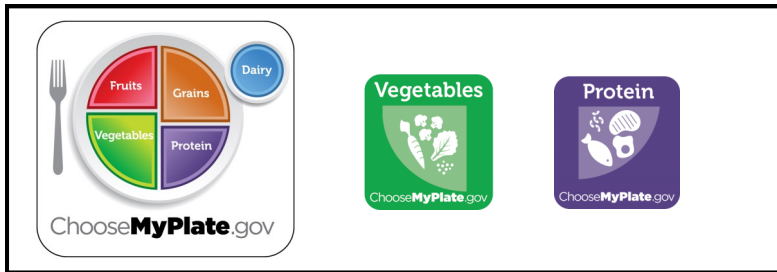 Fruits
Grains
Dairy
Vegetables
Protein
ChooseMyPlate.gov
Vegetables
ChooseMyPlate.gov
Protein
ChooseMyPlate.gov